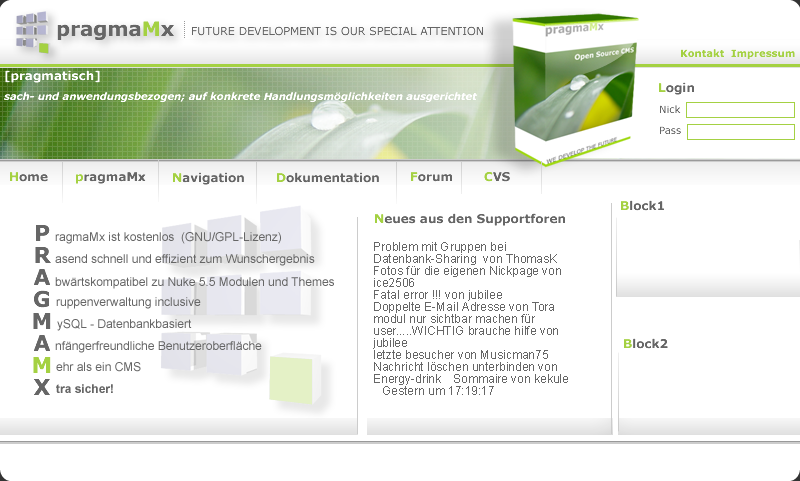 pragmaMx FUTURE DEVELOPMENT IS OUR SPECIAL ATTENTION
pragmaMx
Open Source CMS
WE DEVELOP THE FUTURE
Kontakt Impressum
[pragmatisch]
sach- und anwendungsbezogen; auf konkrete Handlungsmöglichkeiten ausgerichtet
Login
Nick
Pass
Home pragmaMx Navigation Dokumentation Forum CVS
P ragmaMx ist kostenlos (GNU/GPL-Lizenz)
R asend schnell und effizient zum Wunschergebnis
A bwärtskompatibel zu Nuke 5.5 Modulen und Themes
G ruppenverwaltung inclusive
M ySQL - Datenbankbasiert
A nfängerfreundliche Benutzeroberfläche
M ehr als ein CMS
X tra sicher!
Neues aus den Supportforen
Problem mit Gruppen bei
Datenbank-Sharing von ThomasK
Fotos für die eigenen Nickpage von
ice2506
Fatal error !!! von jubilee
Doppelte E-Mail Adresse von Tora
modul nur sichtbar machen für
user.....WICHTIG brauche hilfe von
jubilee
letzte besucher von Musicman75
Nachricht löschen unterbinden von
Energy-drink Sommaire von kekule
Gestern um 17:19:17
Block1
Block2